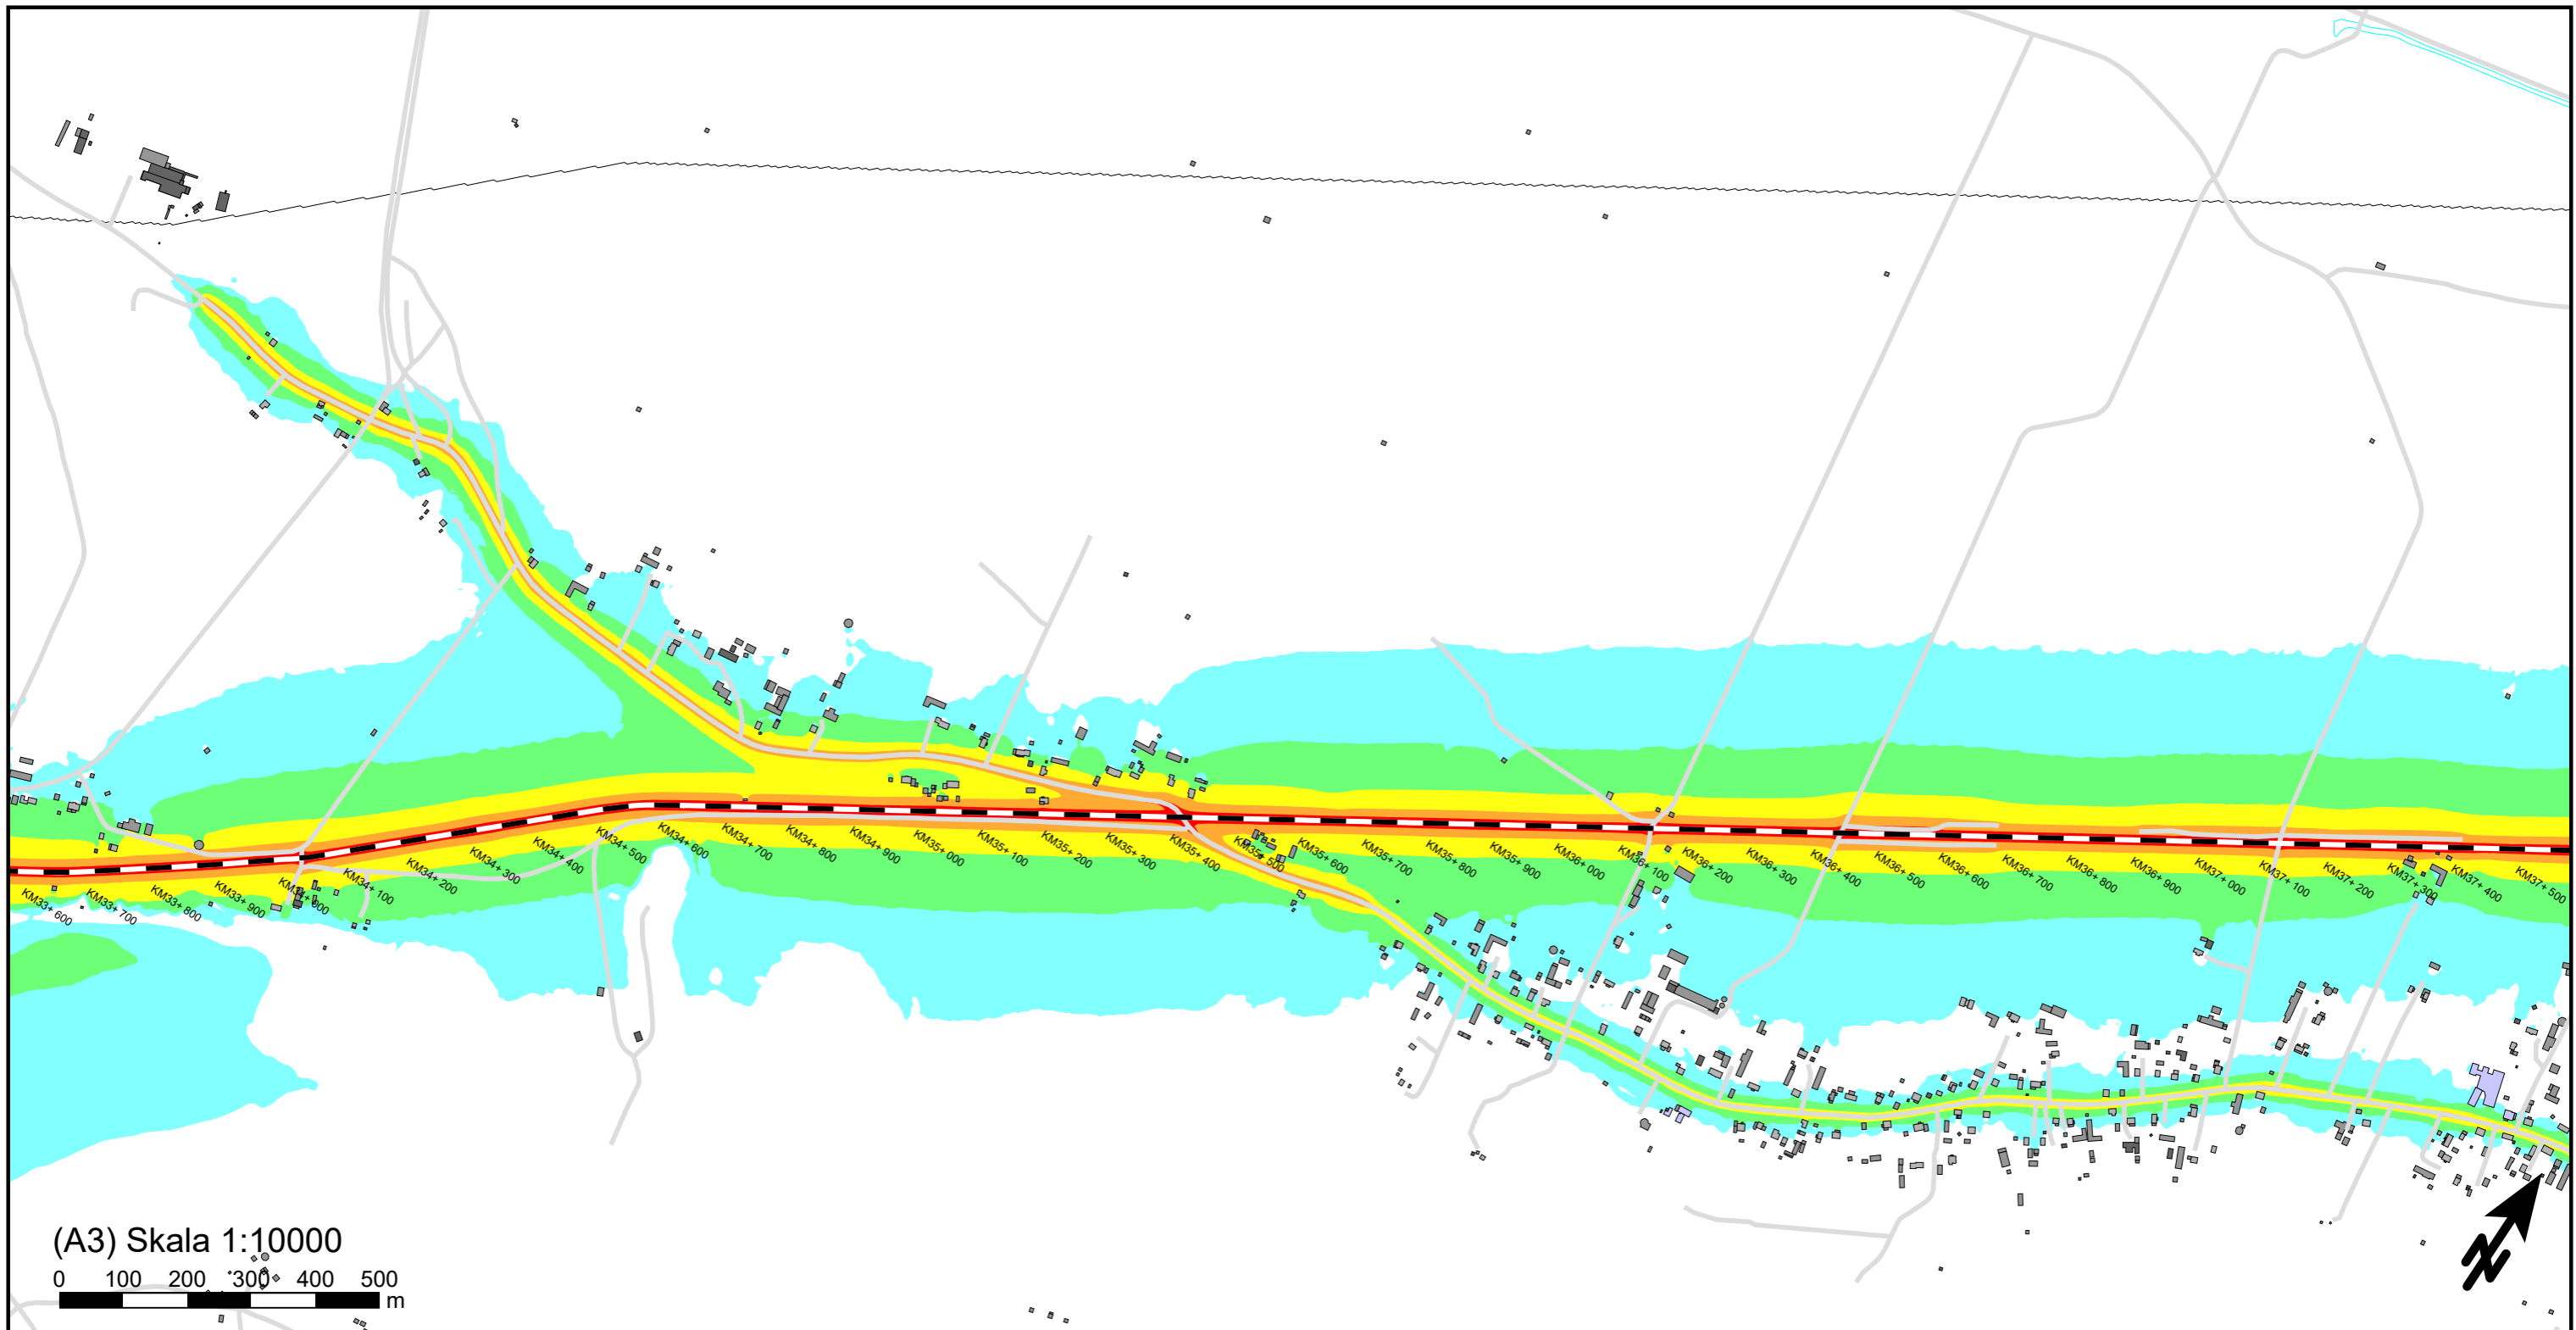 KM33+ 600
KM33+ 700
KM33+ 800
KM33+ 900
KM34+ 000
KM34+ 100
KM34+ 200
KM34+ 300
KM34+ 400
KM34+ 500
KM34+ 600
KM34+ 700
KM34+ 800
KM34+ 900
KM35+ 000
KM35+ 100
KM35+ 200
KM35+ 300
KM35+ 400
KM35+ 500
KM35+ 600
KM35+ 700
KM35+ 800
KM35+ 900
KM36+ 000
KM36+ 100
KM36+ 200
KM36+ 300
KM36+ 400
KM36+ 500
KM36+ 600
KM36+ 700
KM36+ 800
KM36+ 900
KM37+ 000
KM37+ 100
KM37+ 200
KM37+ 300
KM37+ 400
KM37+ 500
(A3) Skala 1:10000
0 100 200 300 400 500
m
N